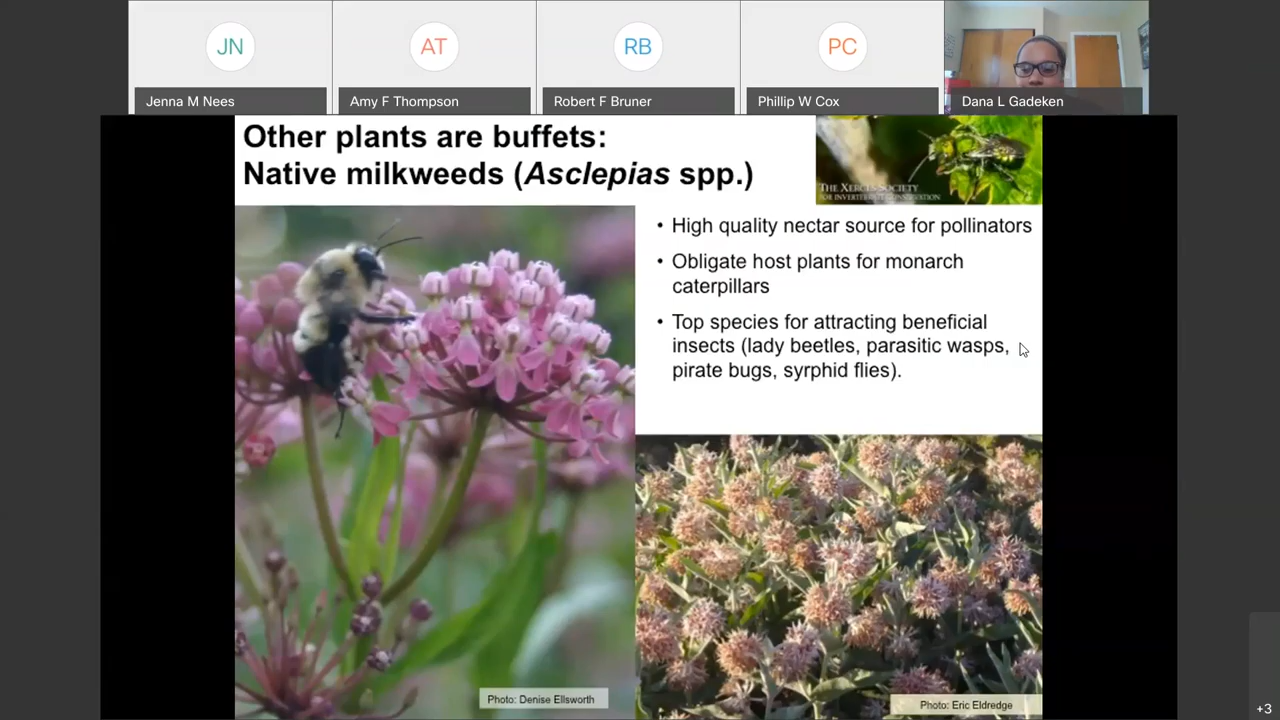 JN
AT
RB
PC
Jenna M Nees
Amy F Thompson
Robert F Bruner
Phillip W Cox
Dana L Gadeken
Other plants are buffets:
Native milkweeds (Asclepias spp.)
THE XERCES SOCIETY
FOR INVERTEBRATE CONSERVATION
• High quality nectar source for pollinators
• Obligate host plants for monarch
caterpillars
• Top species for attracting beneficial
insects (lady beetles, parasitic wasps,
pirate bugs, syrphid flies).
Photo: Denise Ellsworth
Photo: Eric Eldredge
+3